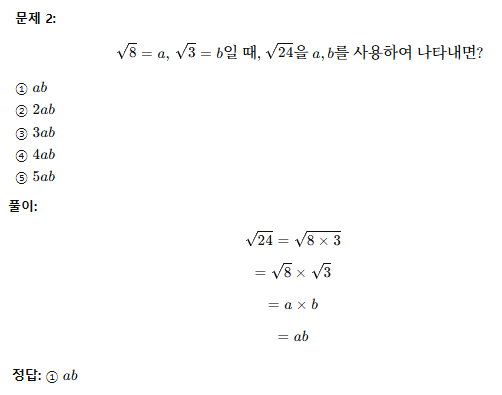 문제 2:
√8 = a, √3 = b일 때, √24을 a, b를 사용하여 나타내면?
① ab
② 2ab
③ 3ab
④ 4ab
⑤ 5ab
풀이:
√24 = √(8 × 3)
= √8 × √3
= a × b
= ab
정답: ① ab